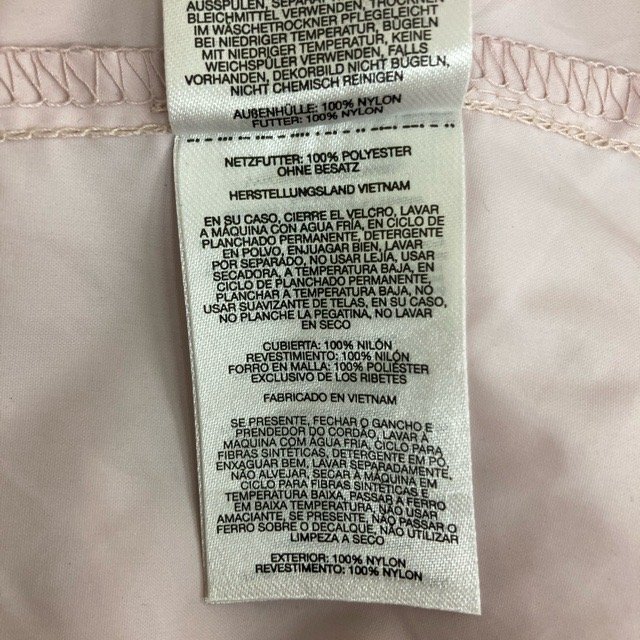 AUSSPÜLEN, SEPARAT
BLEICHMITTEL FÜR, TROCKNER
IM WÄSCHETROCKNER PFLEGELEICHT
BEI NIEDRIGER TEMPERATUR, BÜGELN
MIT NIEDRIGER TEMPERATUR, KEINE
WEICHSPÜLER VERWENDEN, FALLS
VORHANDEN, DEKORBILD NICHT BÜGELN,
NICHT CHEMISCH REINIGEN
AUßENHÜLLE: 100% NYLON
FUTTER: 100% NYLON
NETZFUTTER: 100% POLYESTER
OHNE BESATZ
HERSTELLUNGSLAND VIETNAM
EN SU CASO, CIERRE EL VELCRO, LAVAR
A MÁQUINA CON AGUA FRÍA, EN CICLO DE
PLANCHADO PERMANENTE, DETERGENTE
EN POLVO, ENJUAGAR BIEN, LAVAR
POR SEPARADO, NO USAR LEJÍA, USAR
SECADORA, A TEMPERATURA BAJA, EN
CICLO DE PLANCHADO PERMANENTE,
PLANCHAR A TEMPERATURA BAJA, NO
USAR SUAVIZANTE DE TELAS, EN SU CASO,
NO PLANCHE LA PEGATINA, NO LAVAR
EN SECO
CUBIERTA: 100% NILÓN
REVESTIMIENTO: 100% NILÓN
FORRO EN MALLA: 100% POLIÉSTER
EXCLUSIVO DE LOS RIBETES
FABRICADO EN VIETNAM
SE PRESENTE, FECHAR O GANCHO E
PRENDEDOR DO CORDÃO, LAVAR À
MÁQUINA COM ÁGUA FRIA, CICLO PARA
FIBRAS SINTÉTICAS, DETERGENTE EM PÓ,
ENXAGUAR BEM, LAVAR SEPARADAMENTE,
NÃO ALVEJAR, SECAR À MÁQUINA EM
CICLO PARA FIBRAS SINTÉTICAS E
TEMPERATURA BAIXA, PASSAR A FERRO
EM BAIXA TEMPERATURA, NÃO USAR
AMACIANTE, SE PRESENTE, NÃO PASSAR O
FERRO SOBRE O DECALQUE, NÃO UTILIZAR
LIMPEZA A SECO
EXTERIOR: 100% NYLON
REVESTIMENTO: 100% NYLON